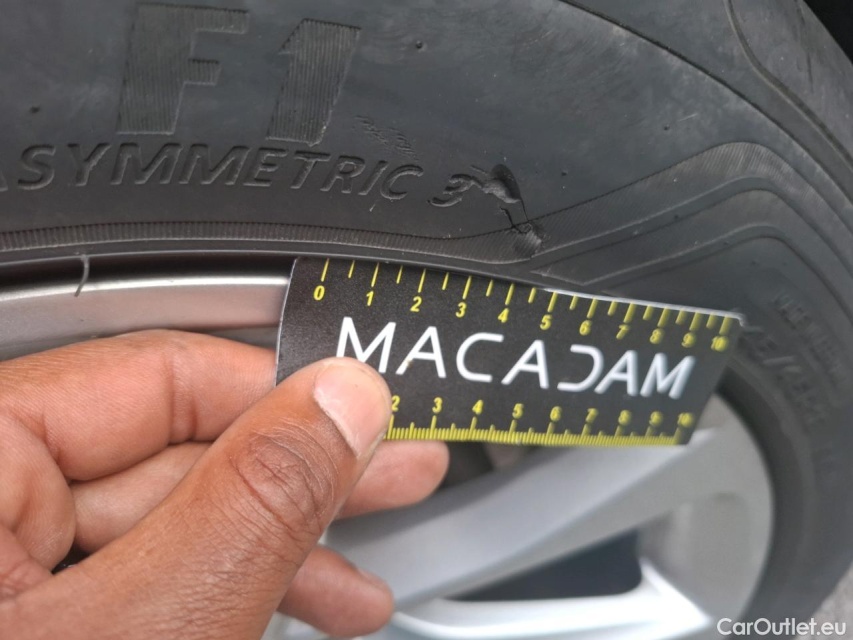 F1
ASYMMETRIC 3
0 1 2 3 4 5 6 7 8 9 10
MACADAM
2 3 4 5 6 7 8 9 10
CarOutlet.eu